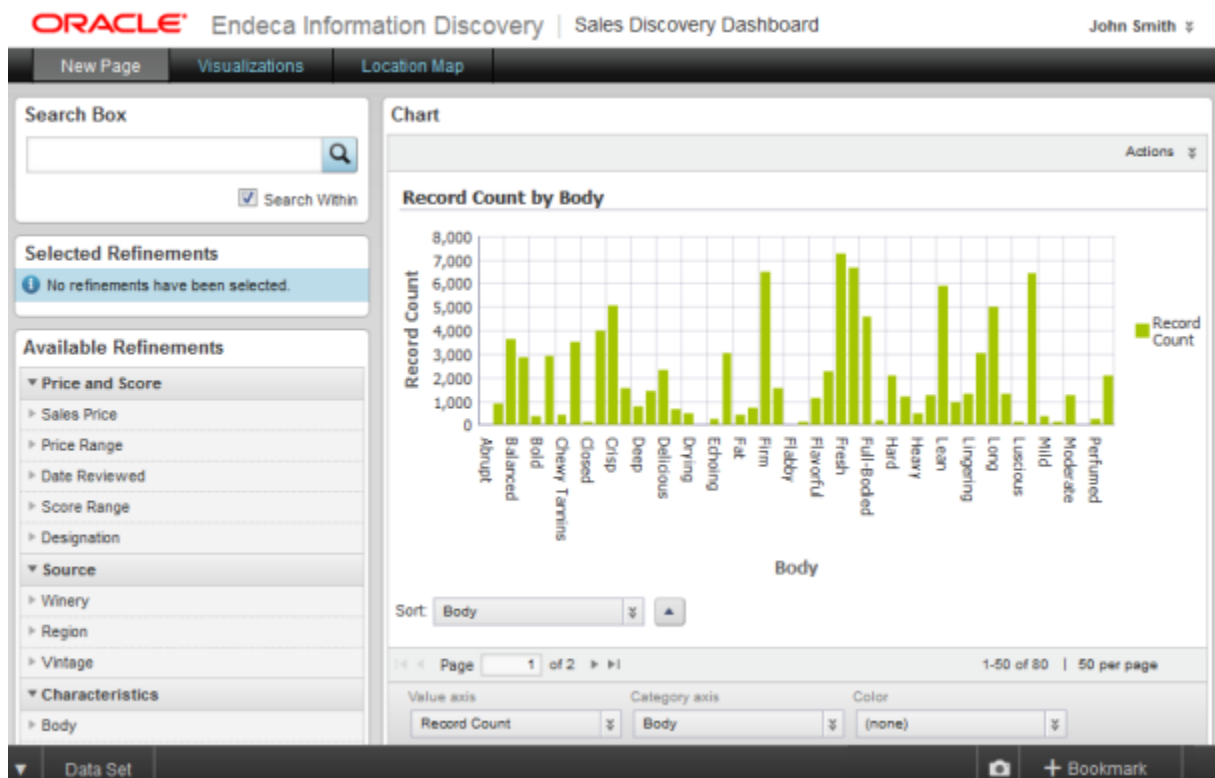 ORACLE® Endeca Information Discovery | Sales Discovery Dashboard
John Smith
New Page
Visualizations
Location Map
Search Box
Search Within
Selected Refinements
No refinements have been selected.
Available Refinements
Price and Score
Sales Price
Price Range
Date Reviewed
Score Range
Designation
Source
Winery
Region
Vintage
Characteristics
Body
Chart
Actions
Record Count by Body
Record Count
8,000
7,000
6,000
5,000
4,000
3,000
2,000
1,000
0
Abrupt
Balanced
Bold
Chewy Tannins
Closed
Crisp
Deep
Delicious
Drying
Echoing
Fat
Firm
Flabby
Flavorful
Fresh
Full-Bodied
Hard
Heavy
Lean
Lingering
Long
Luscious
Mild
Moderate
Perfumed
Body
Record
Count
Sort: Body
Page 1 of 2
1-50 of 80 | 50 per page
Value axis
Category axis
Color
Record Count
Body
(none)
Data Set
+ Bookmark